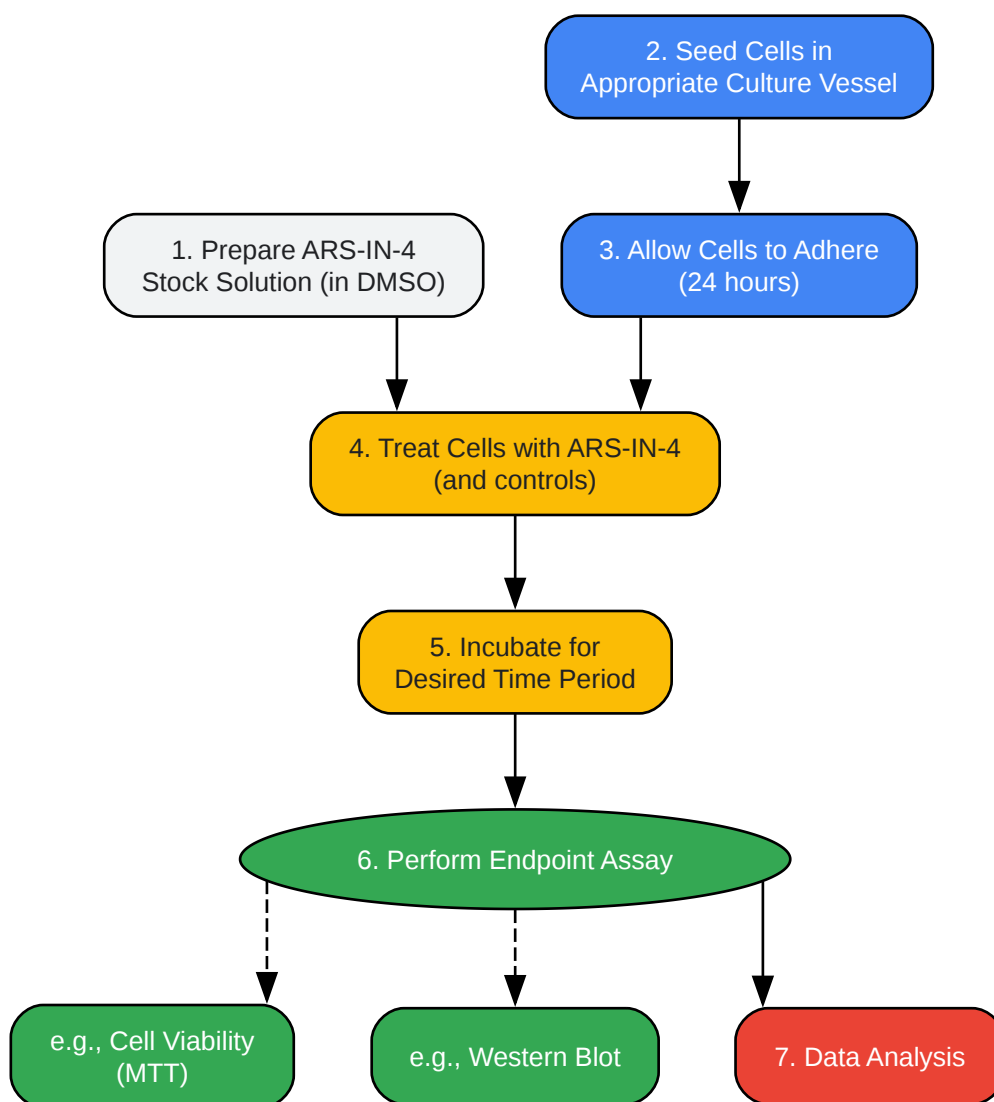 2. Seed Cells in
Appropriate Culture Vessel
1. Prepare ARS-IN-4
Stock Solution (in DMSO)
3. Allow Cells to Adhere
(24 hours)
4. Treat Cells with ARS-IN-4
(and controls)
5. Incubate for
Desired Time Period
6. Perform Endpoint Assay
e.g., Cell Viability
(MTT)
e.g., Western Blot
7. Data Analysis